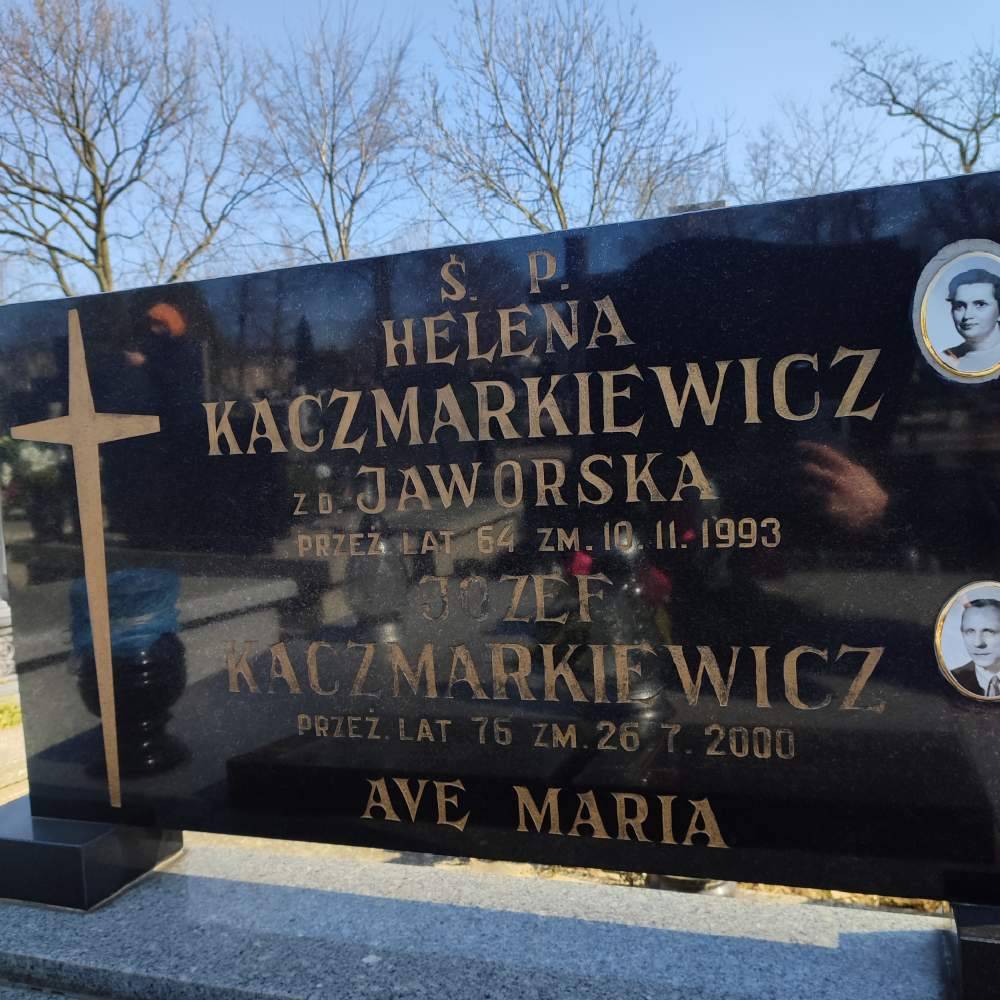 Ś. P.
HELENA
KACZMARKIEWICZ
Z D. JAWORSKA
PRZEŻ. LAT 64 ZM. 10.11.1993
JÓZEF
KACZMARKIEWICZ
PRZEŻ. LAT 76 ZM. 26.7.2000
AVE MARIA